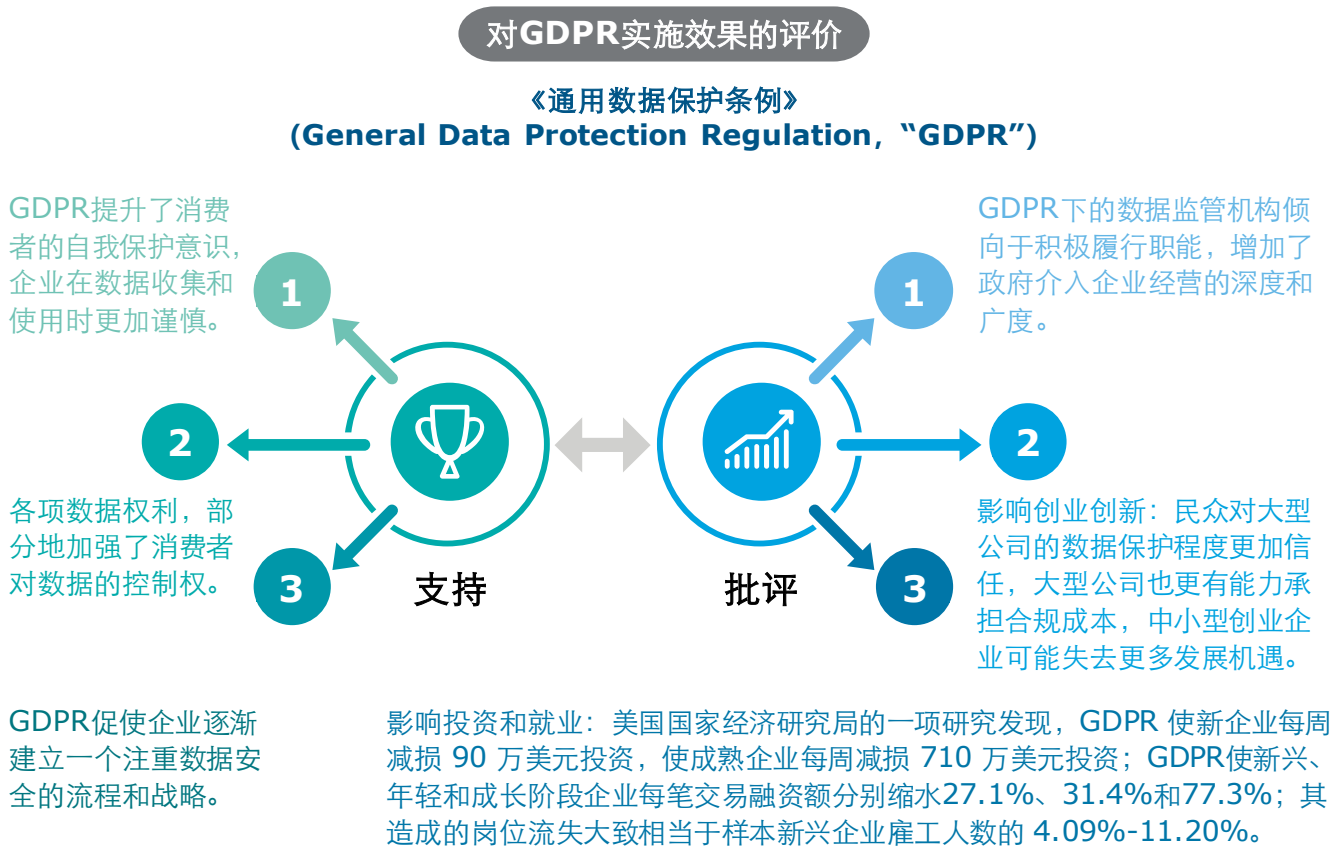 对GDPR实施效果的评价
《通用数据保护条例》
(General Data Protection Regulation, “GDPR”)
GDPR提升了消费
者的自我保护意识,
企业在数据收集和
使用时更加谨慎。
1
2
各项数据权利，部
分地加强了消费者
对数据的控制权。
3
GDPR促使企业逐渐
建立一个注重数据安
全的流程和战略。
支持
批评
1
GDPR下的数据监管机构倾
向于积极履行职能，增加了
政府介入企业经营的深度和
广度。
2
影响创业创新：民众对大型
公司的数据保护程度更加信
任，大型公司也更有能力承
担合规成本，中小型创业企
业可能失去更多发展机遇。
3
影响投资和就业：美国国家经济研究局的一项研究发现，GDPR 使新企业每周
减损 90 万美元投资，使成熟企业每周减损 710 万美元投资；GDPR使新兴、
年轻和成长阶段企业每笔交易融资额分别缩水27.1%、31.4%和77.3%；其
造成的岗位流失大致相当于样本新兴企业雇工人数的 4.09%-11.20%。